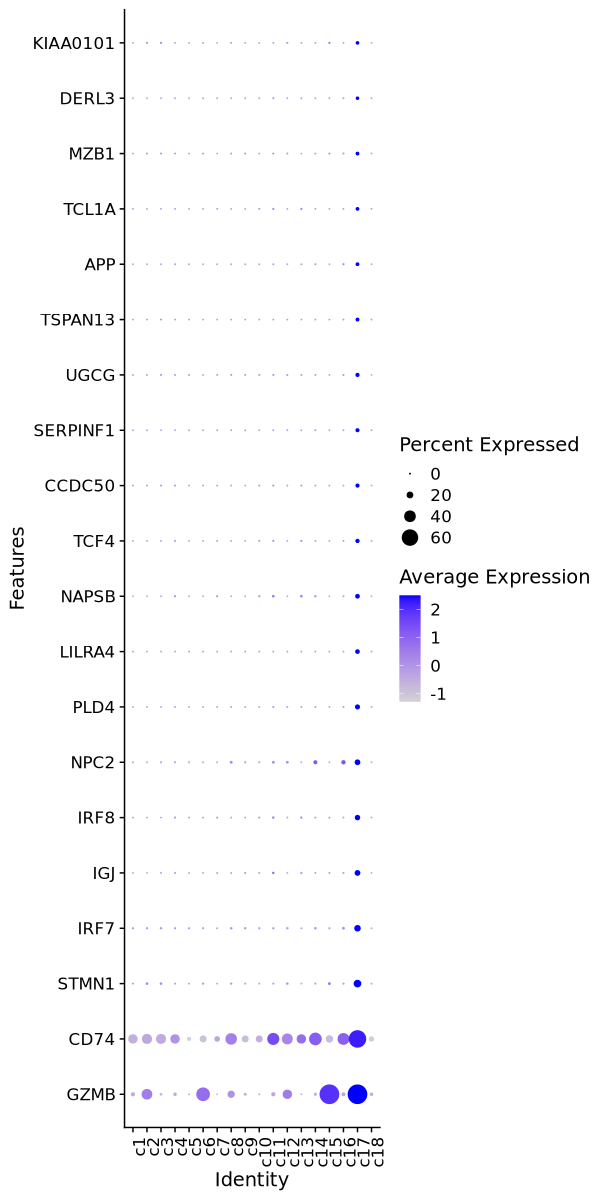 KIAA0101
DERL3
MZB1
TCL1A
APP
TSPAN13
UGCG
SERPINF1
CCDC50
TCF4
NAPSB
LILRA4
PLD4
NPC2
IRF8
IGJ
IRF7
STMN1
CD74
GZMB
Features
c1
c2
c3
c4
c5
c6
c7
c8
c9
c10
c11
c12
c13
c14
c15
c16
c17
c18
Identity
Percent Expressed
0
20
40
60
Average Expression
2
1
0
-1